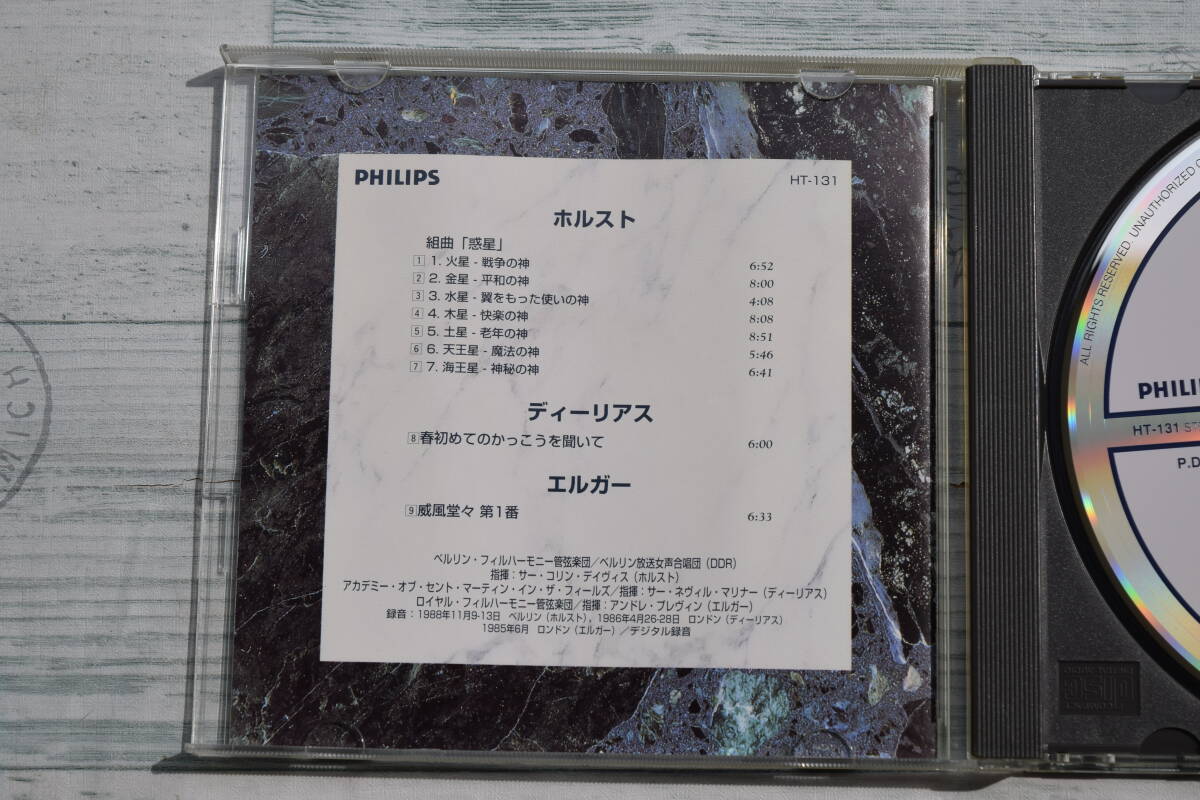 PHILIPS
HT-131
ホルスト
組曲「惑星」
1 1. 火星 - 戦争の神 6:52
2 2. 金星 - 平和の神 8:00
3 3. 水星 - 翼をもった使いの神 4:08
4 4. 木星 - 快楽の神 8:08
5 5. 土星 - 老年の神 8:51
6 6. 天王星 - 魔法の神 5:46
7 7. 海王星 - 神秘の神 6:41
ディーリアス
8 春初めてのかっこうを聞いて 6:00
エルガー
9 威風堂々 第1番 6:33
ベルリン・フィルハーモニー管弦楽団／ベルリン放送女声合唱団（DDR）
指揮：サー・コリン・デイヴィス（ホルスト）
アカデミー・オブ・セント・マーティン・イン・ザ・フィールズ／指揮：サー・ネヴィル・マリナー（ディーリアス）
ロイヤル・フィルハーモニー管弦楽団／指揮：アンドレ・プレヴィン（エルガー）
録音：1988年11月9-13日 ベルリン（ホルスト），1986年4月26-28日 ロンドン（ディーリアス）
1985年6月 ロンドン（エルガー）／デジタル録音
ALL RIGHTS RESERVED. UNAUTHORIZED
PHILI
HT-131 ST
P.D
MICH